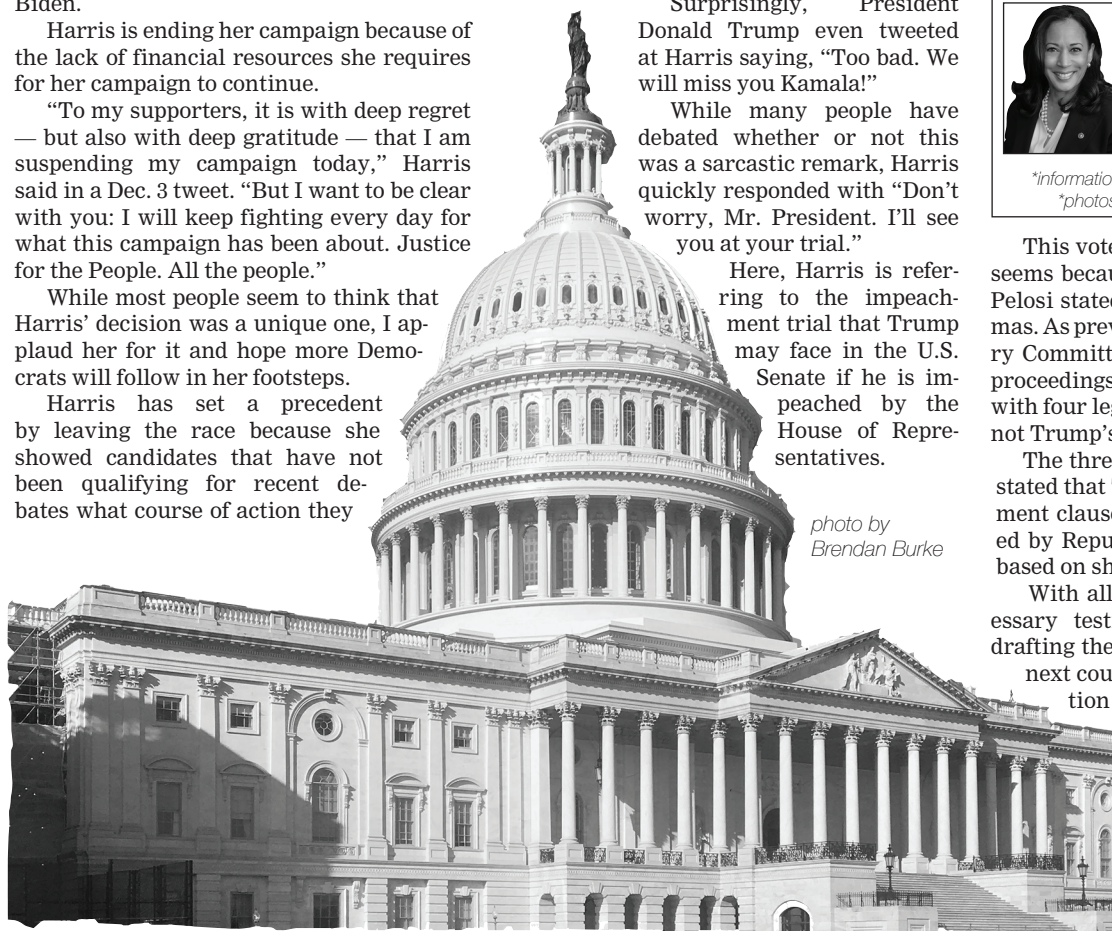 Biden.
Harris is ending her campaign because of
the lack of financial resources she requires
for her campaign to continue.
“To my supporters, it is with deep regret
— but also with deep gratitude — that I am
suspending my campaign today,” Harris
said in a Dec. 3 tweet. “But I want to be clear
with you: I will keep fighting every day for
what this campaign has been about. Justice
for the People. All the people.”
While most people seem to think that
Harris’ decision was a unique one, I ap-
plaud her for it and hope more Demo-
crats will follow in her footsteps.
Harris has set a precedent
by leaving the race because she
showed candidates that have not
been qualifying for recent de-
bates what course of action they
Surprisingly, President
Donald Trump even tweeted
at Harris saying, “Too bad. We
will miss you Kamala!”
While many people have
debated whether or not this
was a sarcastic remark, Harris
quickly responded with “Don’t
worry, Mr. President. I’ll see
you at your trial.”
Here, Harris is refer-
ring to the impeach-
ment trial that Trump
may face in the U.S.
Senate if he is im-
peached by the
House of Repre-
sentatives.
photo by
Brendan Burke
*informatio
*photos
This vote
seems becau
Pelosi stated
mas. As prev
ry Committ
proceedings
with four leg
not Trump’s
The thre
stated that
ment clause
ed by Repu
based on sh
With all
essary test
drafting the
next cou
tion